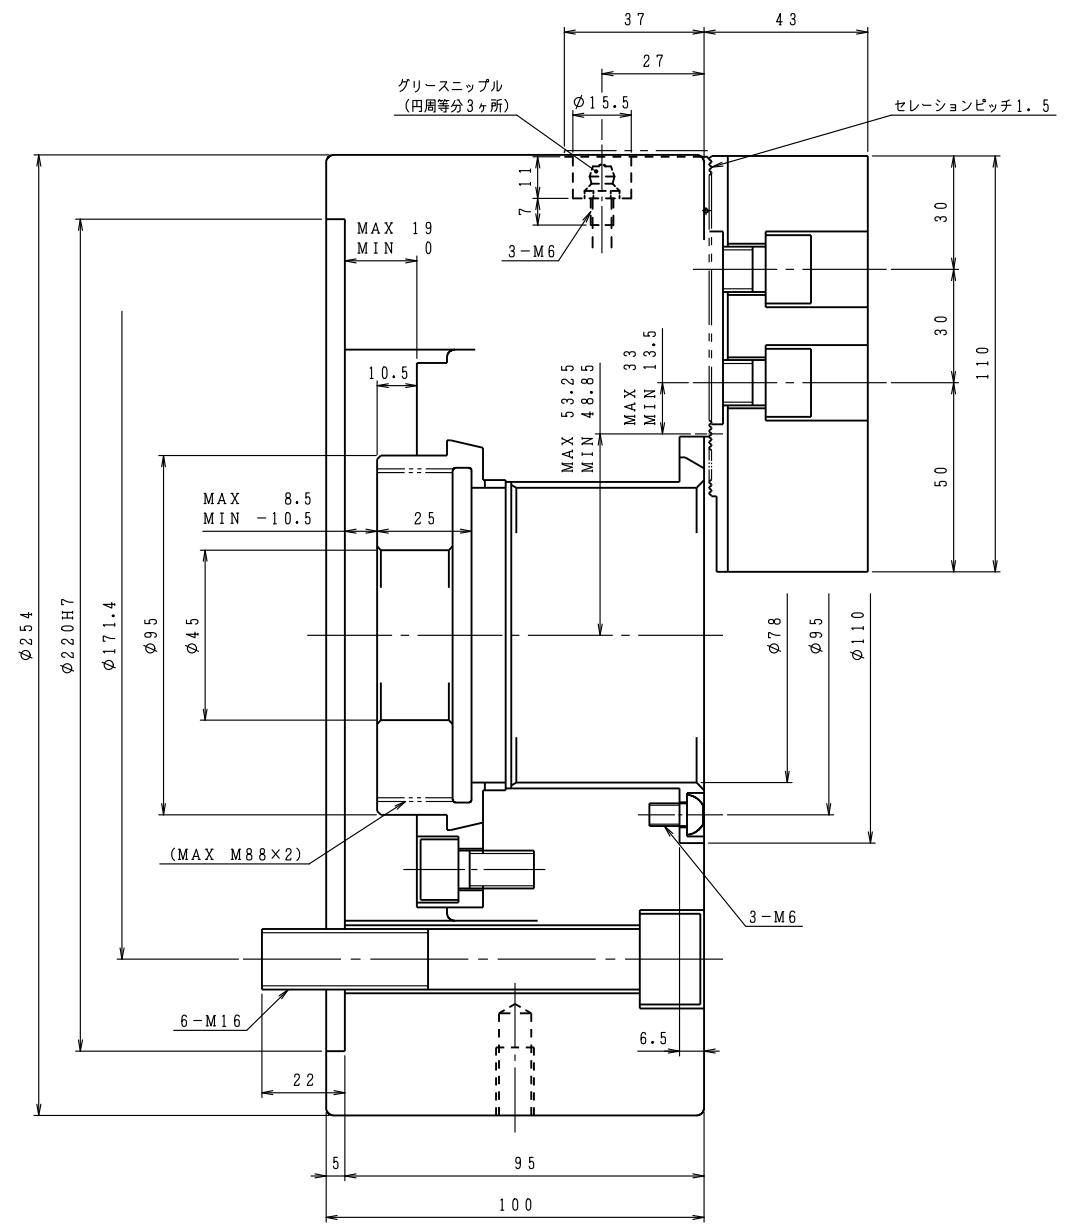 37
43
27
グリースニップル
(円周等分3ヶ所)
φ15.5
セレーションピッチ1.5
11
7
3-M6
MAX 19
MIN 0
30
30
110
50
10.5
MAX 53.25
MIN 48.85
MAX 33
MIN 13.5
MAX 8.5
MIN -10.5
25
φ254
φ220H7
φ171.4
φ95
φ45
φ78
φ95
φ110
(MAX M88×2)
3-M6
6-M16
6.5
22
5
95
100